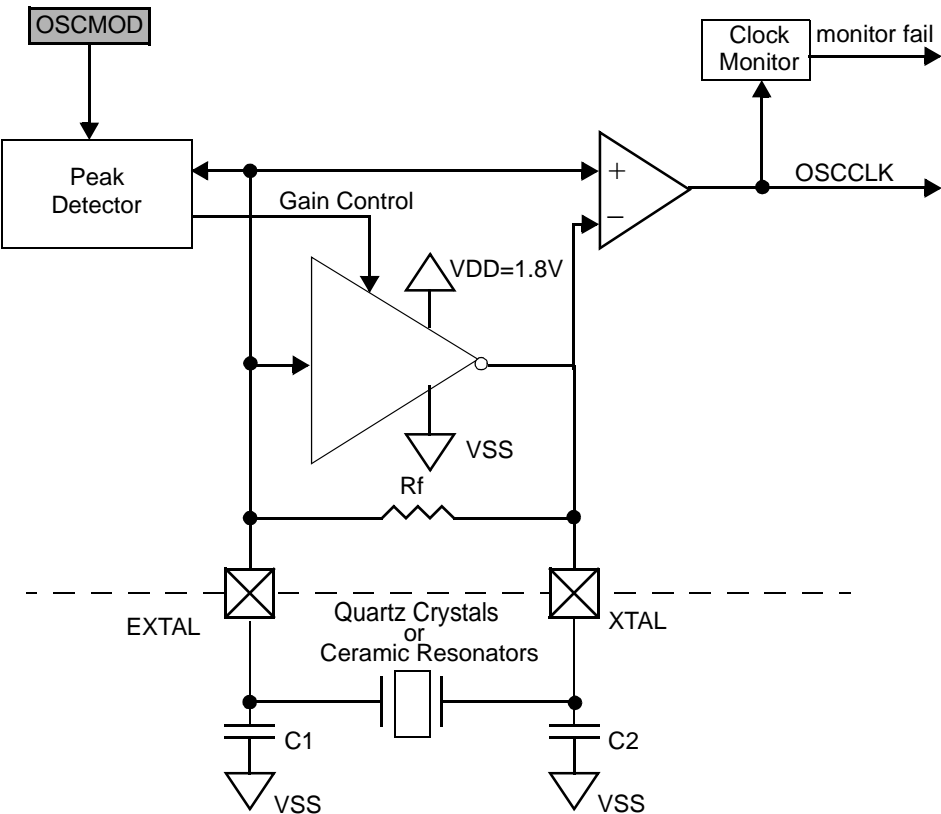 OSCMOD
Clock
Monitor
monitor fail
Peak
Detector
+
−
OSCCLK
Gain Control
VDD=1.8V
VSS
Rf
EXTAL
XTAL
Quartz Crystals
or
Ceramic Resonators
C1
C2
VSS
VSS